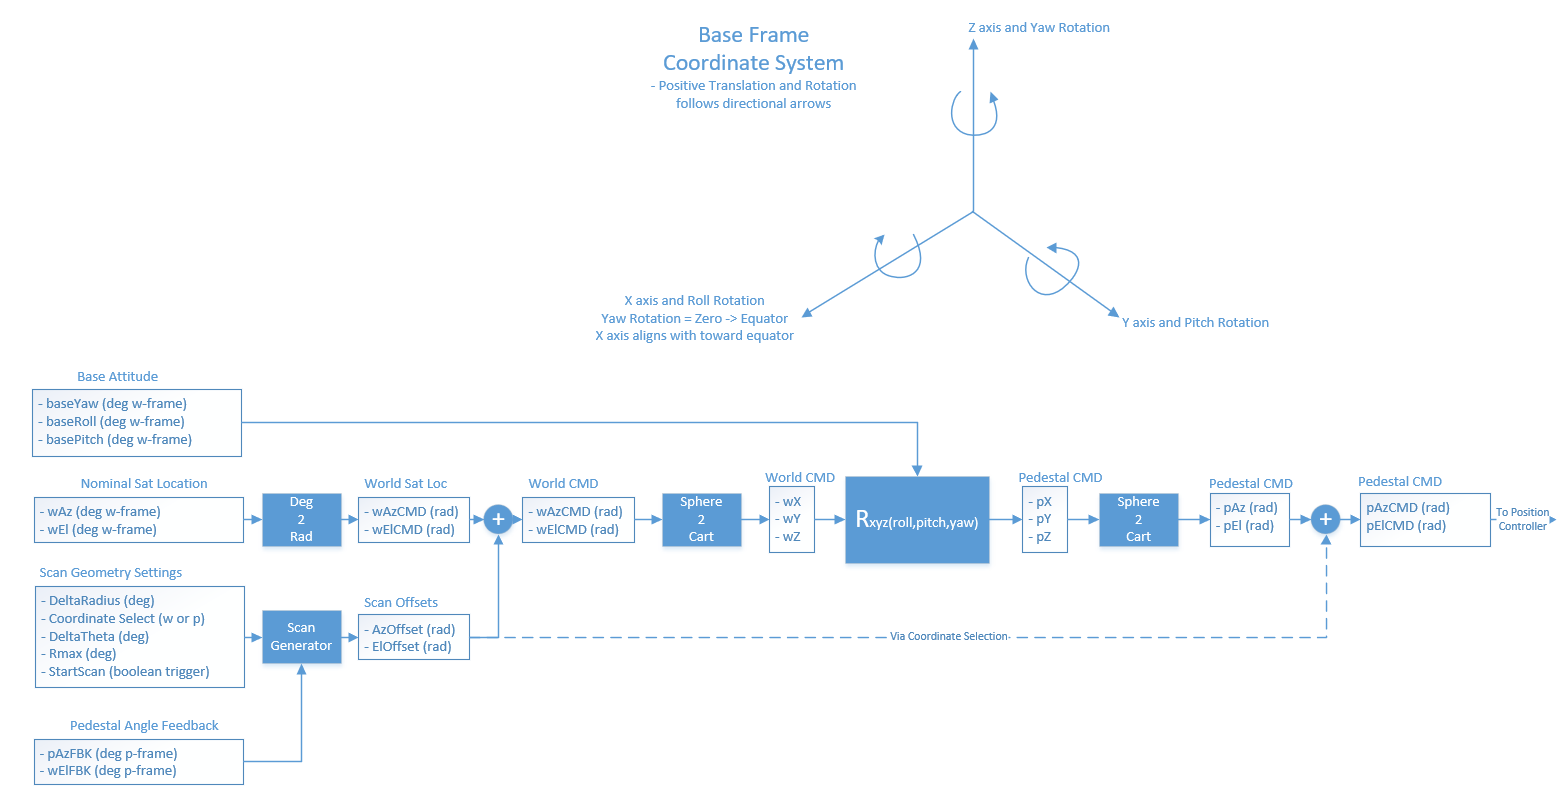 Base Frame
Coordinate System
- Positive Translation and Rotation
follows directional arrows
Z axis and Yaw Rotation
X axis and Roll Rotation
Yaw Rotation = Zero -> Equator
X axis aligns with toward equator
Y axis and Pitch Rotation
Base Attitude
- baseYaw (deg w-frame)
- baseRoll (deg w-frame)
- basePitch (deg w-frame)
Nominal Sat Location
- wAz (deg w-frame)
- wEl (deg w-frame)
Deg
2
Rad
World Sat Loc
- wAzCMD (rad)
- wElCMD (rad)
+
World CMD
- wAzCMD (rad)
- wElCMD (rad)
Sphere
2
Cart
World CMD
- wX
- wY
- wZ
Rxyz(roll,pitch,yaw)
Pedestal CMD
- pX
- pY
- pZ
Sphere
2
Cart
Pedestal CMD
- pAz (rad)
- pEl (rad)
+
Pedestal CMD
pAzCMD (rad)
pElCMD (rad)
To Position
Controller
Scan Geometry Settings
- DeltaRadius (deg)
- Coordinate Select (w or p)
- DeltaTheta (deg)
- Rmax (deg)
- StartScan (boolean trigger)
Scan
Generator
Scan Offsets
- AzOffset (rad)
- ElOffset (rad)
Via Coordinate Selection
Pedestal Angle Feedback
- pAzFBK (deg p-frame)
- wElFBK (deg p-frame)